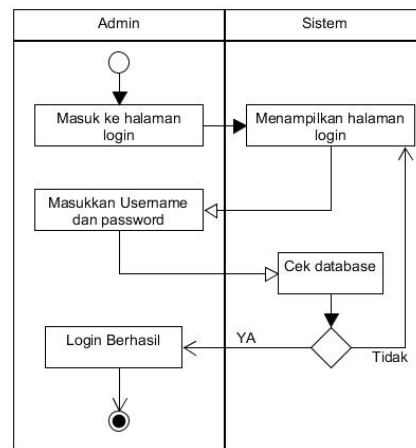 Admin
Sistem
Masuk ke halaman
login
Menampilkan halaman
login
Masukkan Username
dan password
Cek database
Login Berhasil
YA
Tidak